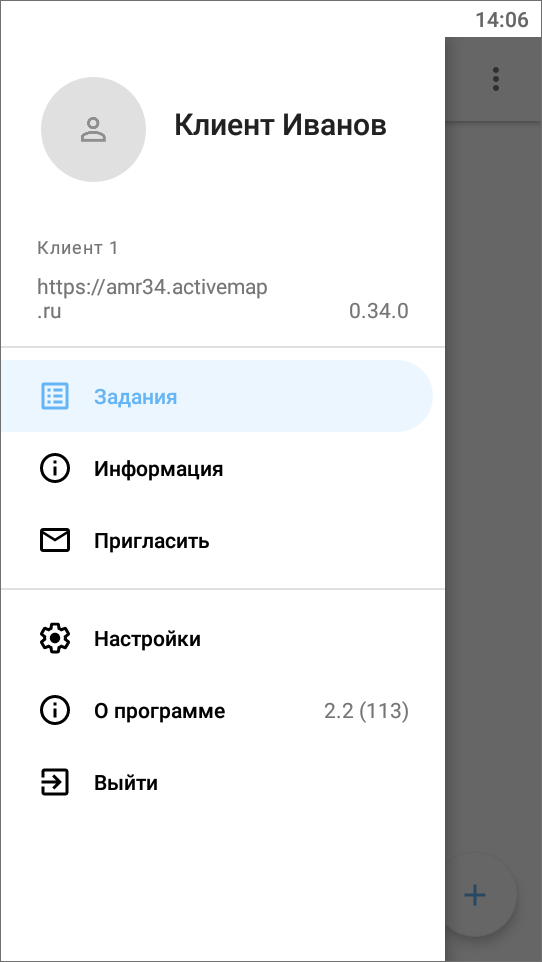 14:06
Клиент Иванов
Клиент 1
https://amr34.activemap
.ru
0.34.0
Задания
Информация
Пригласить
Настройки
О программе 2.2 (113)
Выйти